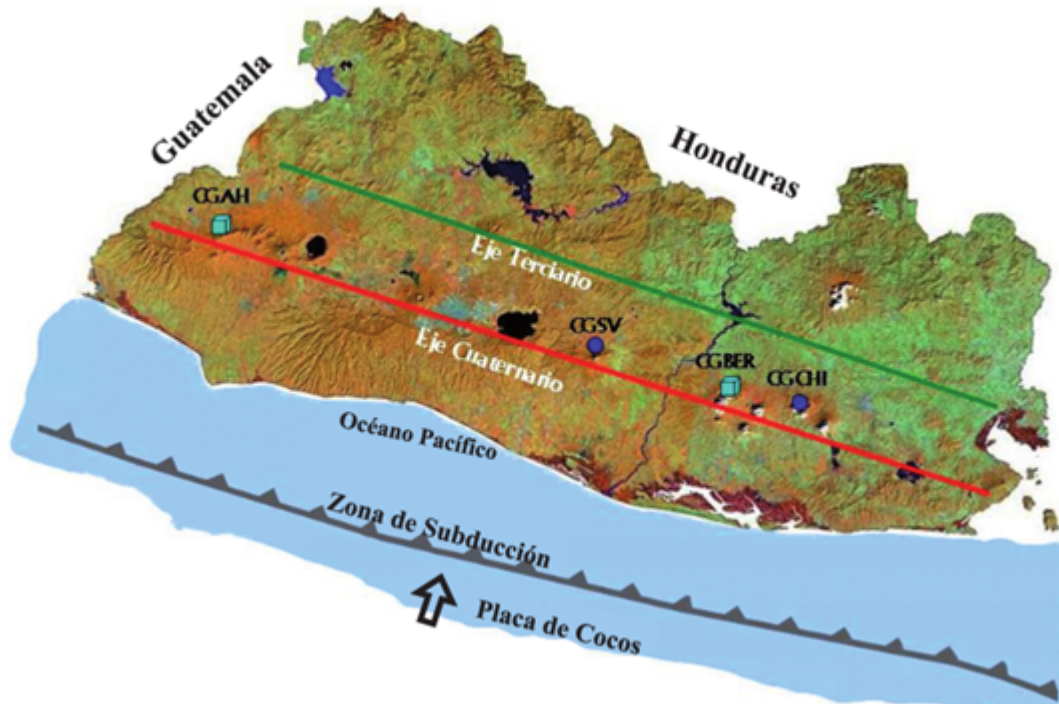 Guatemala
Honduras
CGAH
Eje Terciario
CGSV
Eje Cuaternario
CGBER
CGCHI
Océano Pacífico
Zona de Subducción
Placa de Cocos